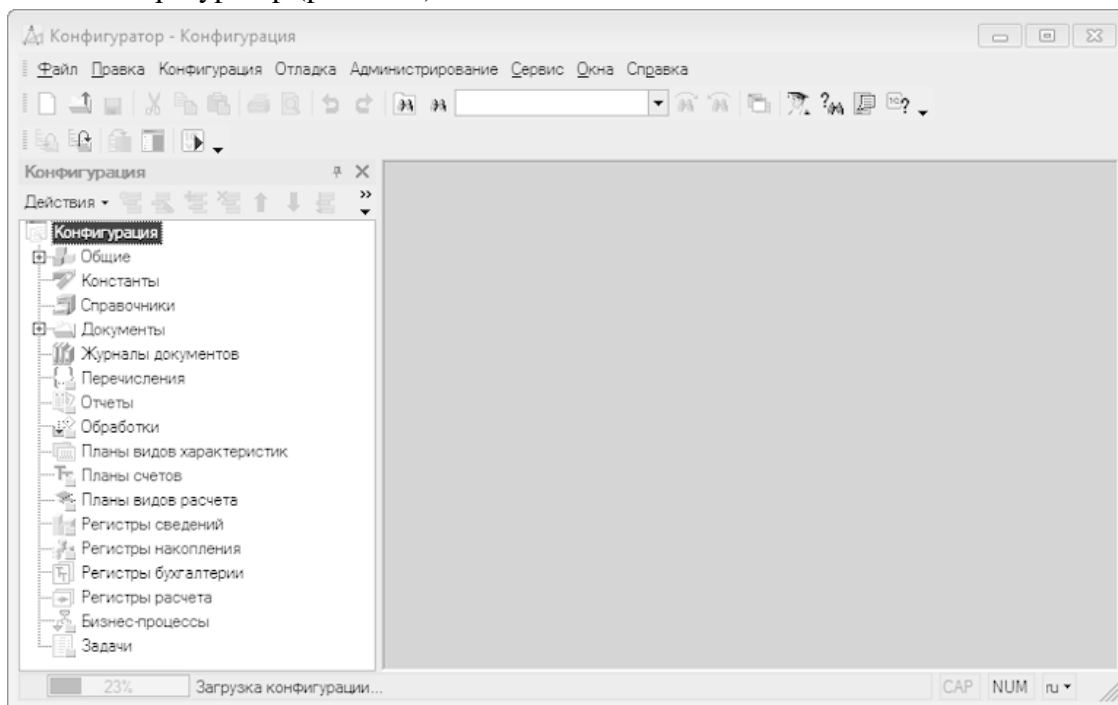 Конфигуратор - Конфигурация
Файл Правка Конфигурация Отладка Администрирование Сервис Окна Справка
Конфигурация
Действия
Конфигурация
Общие
Константы
Справочники
Документы
Журналы документов
Перечисления
Отчеты
Обработки
Планы видов характеристик
Планы счетов
Планы видов расчета
Регистры сведений
Регистры накопления
Регистры бухгалтерии
Регистры расчета
Бизнес-процессы
Задачи
23% Загрузка конфигурации... CAP NUM ru